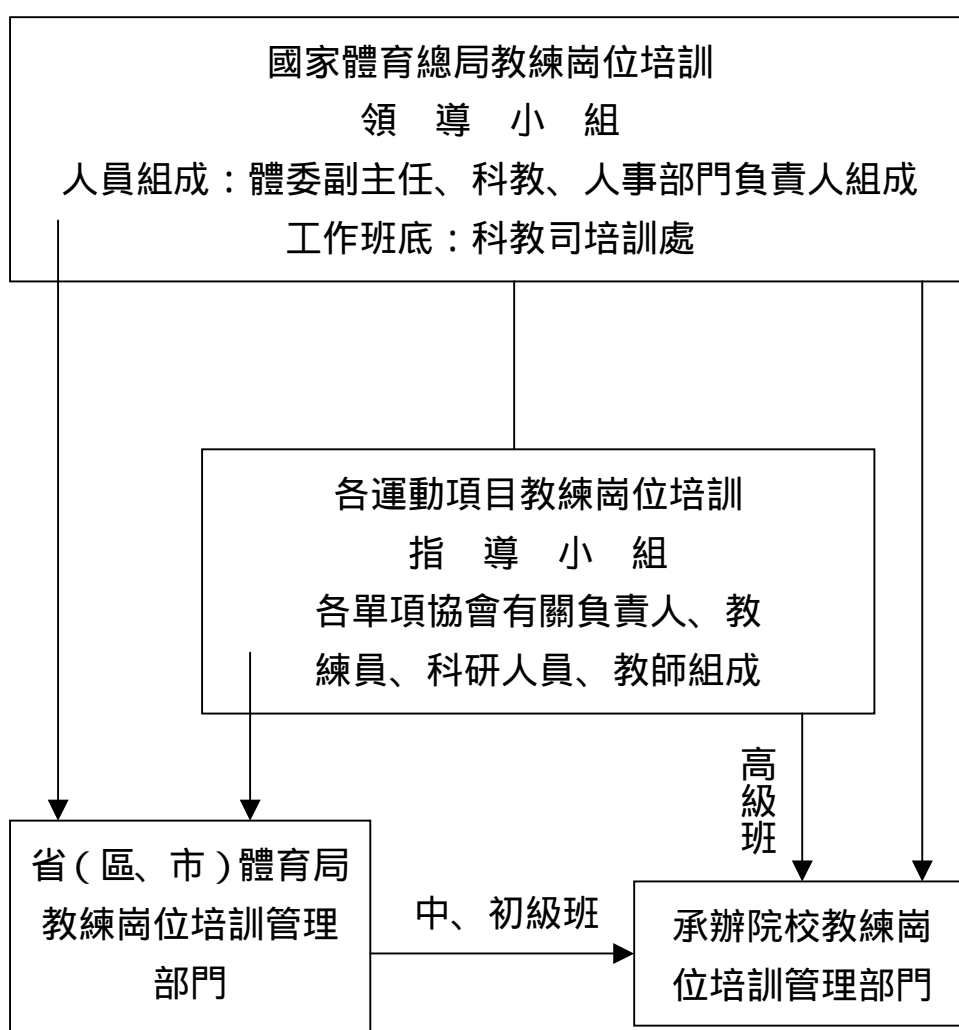 國家體育總局教練崗位培訓
領　導　小　組
人員組成：體委副主任、科教、人事部門負責人組成
工作班底：科教司培訓處
各運動項目教練崗位培訓
指　導　小　組
各單項協會有關負責人、教
練員、科研人員、教師組成
高級班
省（區、市）體育局
教練崗位培訓管理
部門
中、初級班
承辦院校教練崗
位培訓管理部門